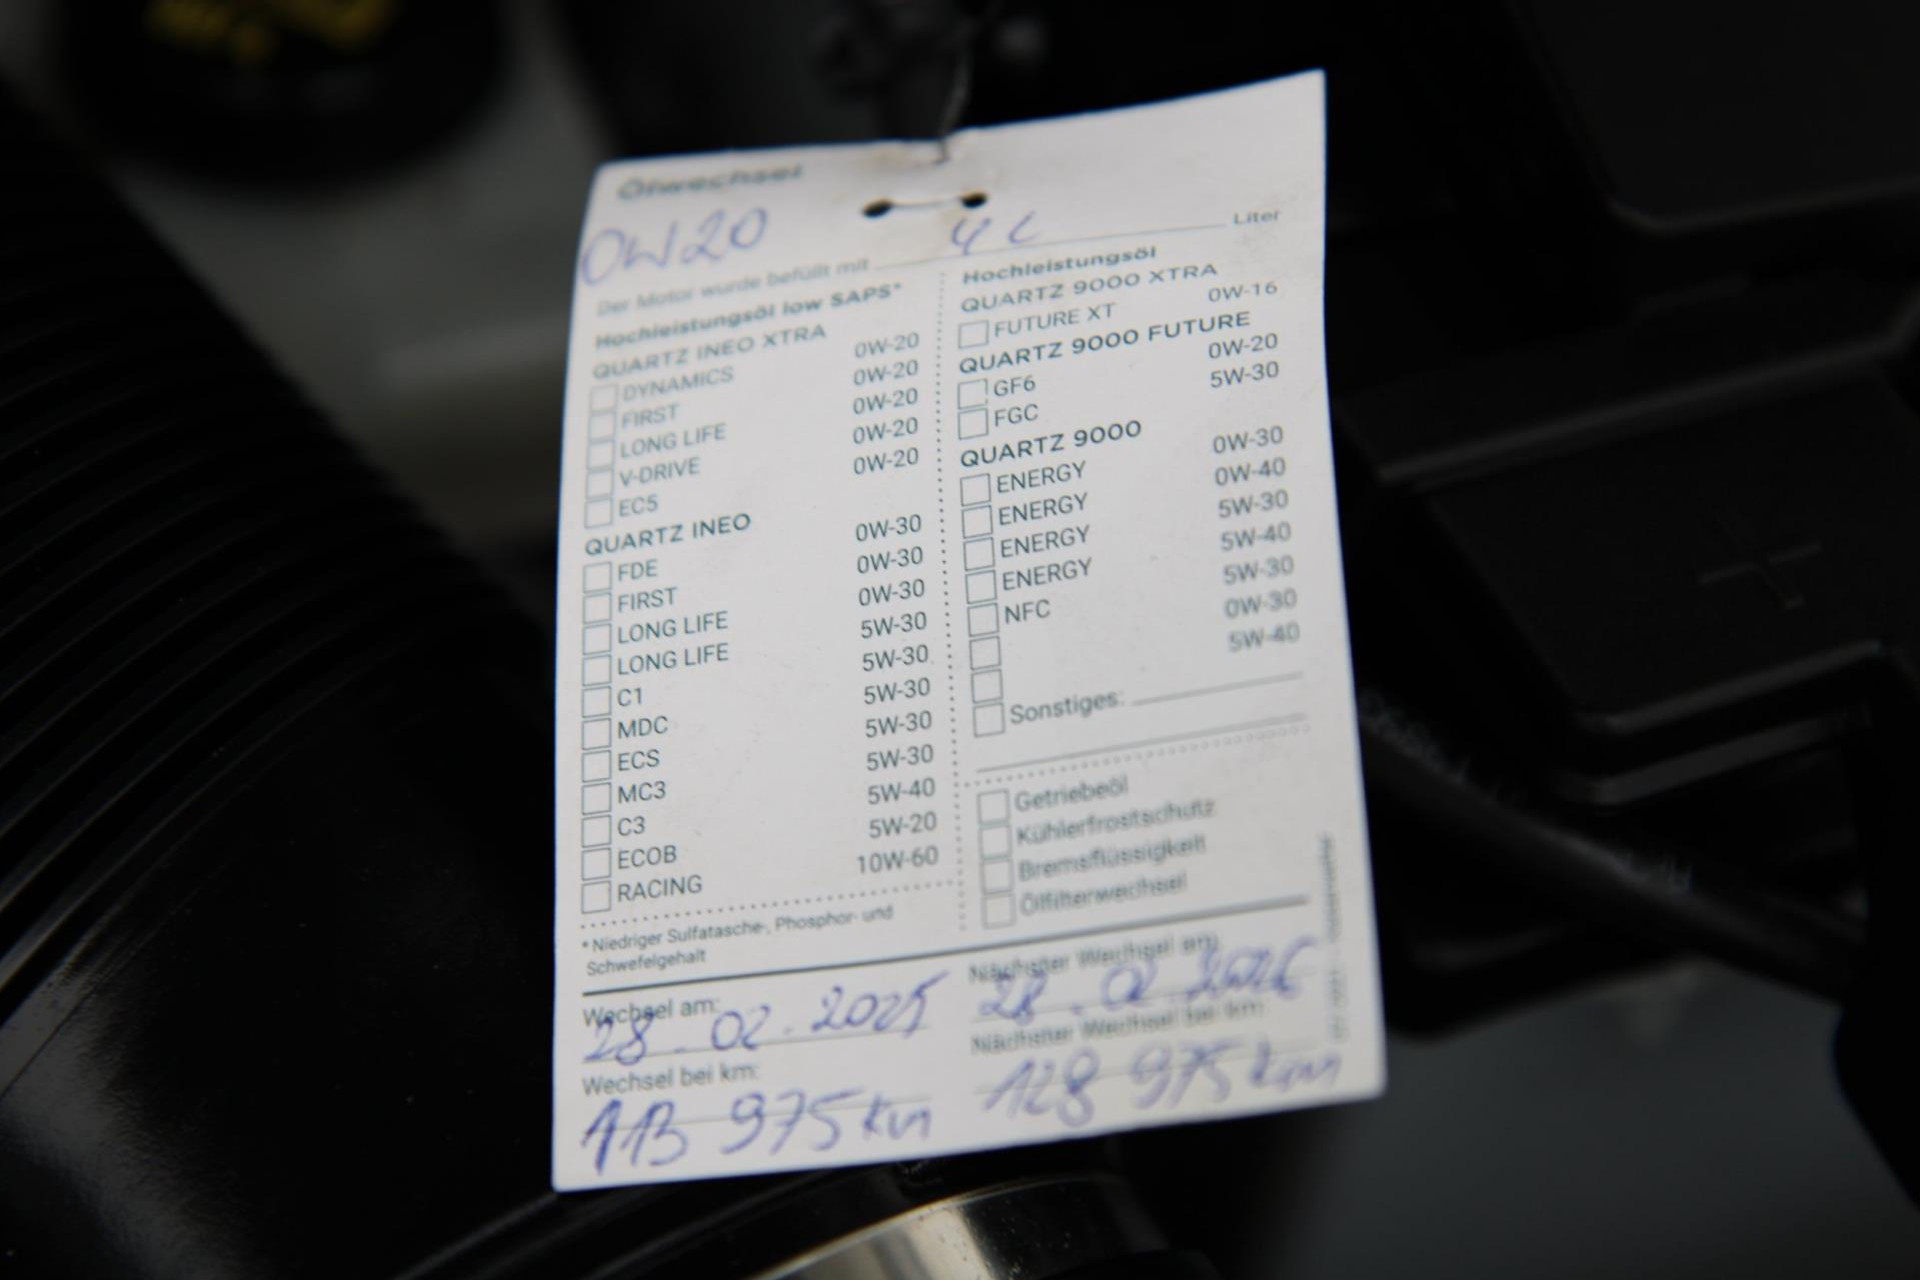 Ölwechsel
0W20 4 L
Der Motor wurde befüllt mit Liter
Hochleistungsöl low SAPS*
QUARTZ INEO XTRA
DYNAMICS 0W-20
FIRST 0W-20
LONG LIFE 0W-20
V-DRIVE 0W-20
EC5 0W-20
QUARTZ INEO
FDE 0W-30
FIRST 0W-30
LONG LIFE 0W-30
LONG LIFE 5W-30
C1 5W-30
MDC 5W-30
ECS 5W-30
MC3 5W-30
C3 5W-40
ECOB 5W-20
RACING 10W-60
* Niedriger Sulfatasche-, Phosphor- und
Schwefelgehalt
Hochleistungsöl
QUARTZ 9000 XTRA
FUTURE XT 0W-16
QUARTZ 9000 FUTURE
GF6 0W-20
FGC 5W-30
QUARTZ 9000
ENERGY 0W-30
ENERGY 0W-40
ENERGY 5W-30
ENERGY 5W-40
NFC 5W-30
0W-30
5W-40
Sonstiges:
Getriebeöl
Kühlerfrostschutz
Bremsflüssigkeit
Ölfilterwechsel
Wechsel am:
28.02.2025
Wechsel bei km:
113 975 km
Nächster Wechsel am:
28.02.2026
Nächster Wechsel bei km:
128 975 km